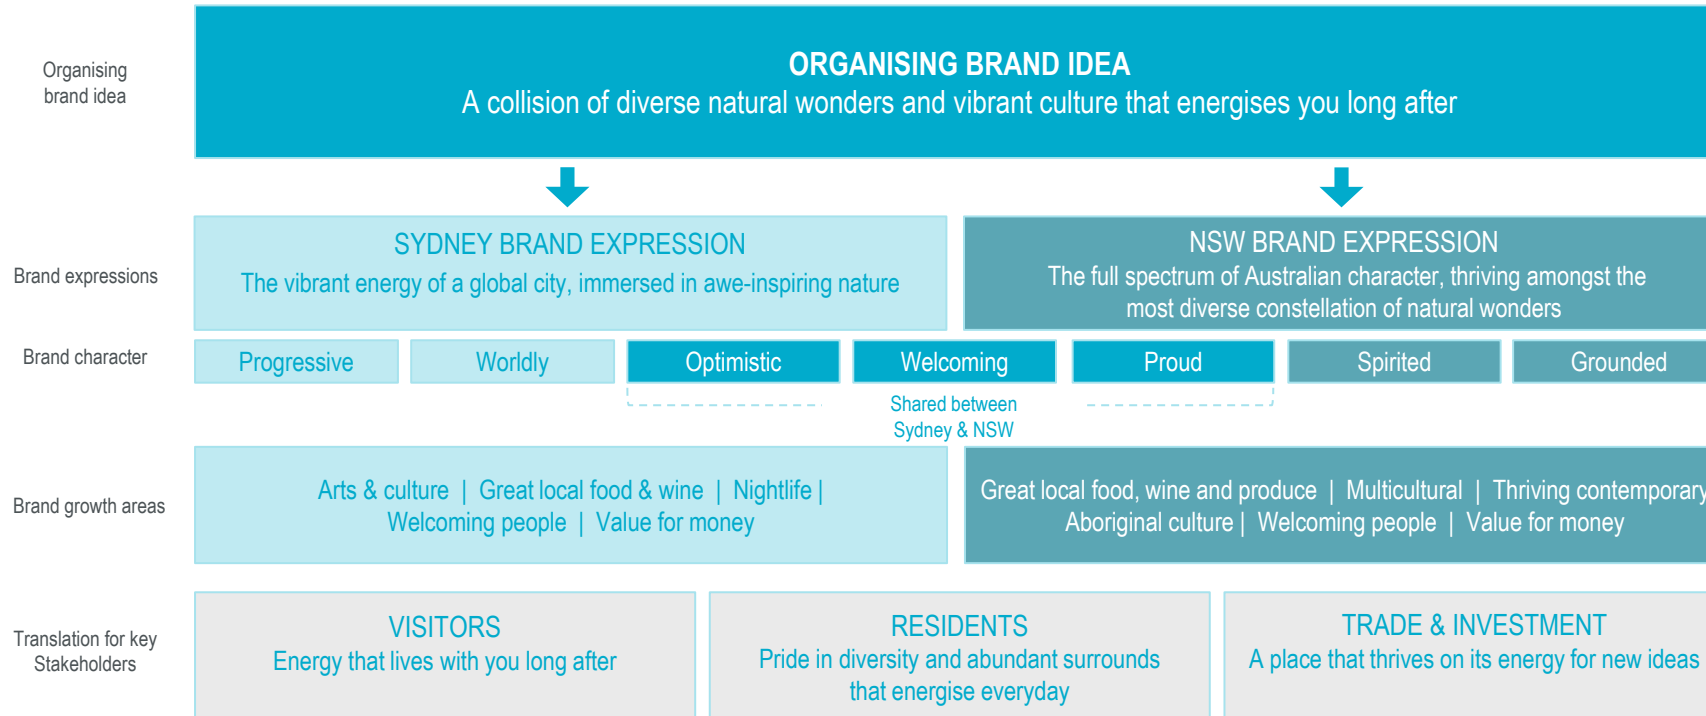 Organising
brand idea
ORGANISING BRAND IDEA
A collision of diverse natural wonders and vibrant culture that energises you long after
Brand expressions
SYDNEY BRAND EXPRESSION
The vibrant energy of a global city, immersed in awe-inspiring nature
NSW BRAND EXPRESSION
The full spectrum of Australian character, thriving amongst the
most diverse constellation of natural wonders
Brand character
Progressive
Worldly
Optimistic
Welcoming
Proud
Spirited
Grounded
Shared between
Sydney & NSW
Brand growth areas
Arts & culture | Great local food & wine | Nightlife |
Welcoming people | Value for money
Great local food, wine and produce | Multicultural | Thriving contemporary
Aboriginal culture | Welcoming people | Value for money
Translation for key
Stakeholders
VISITORS
Energy that lives with you long after
RESIDENTS
Pride in diversity and abundant surrounds
that energise everyday
TRADE & INVESTMENT
A place that thrives on its energy for new ideas